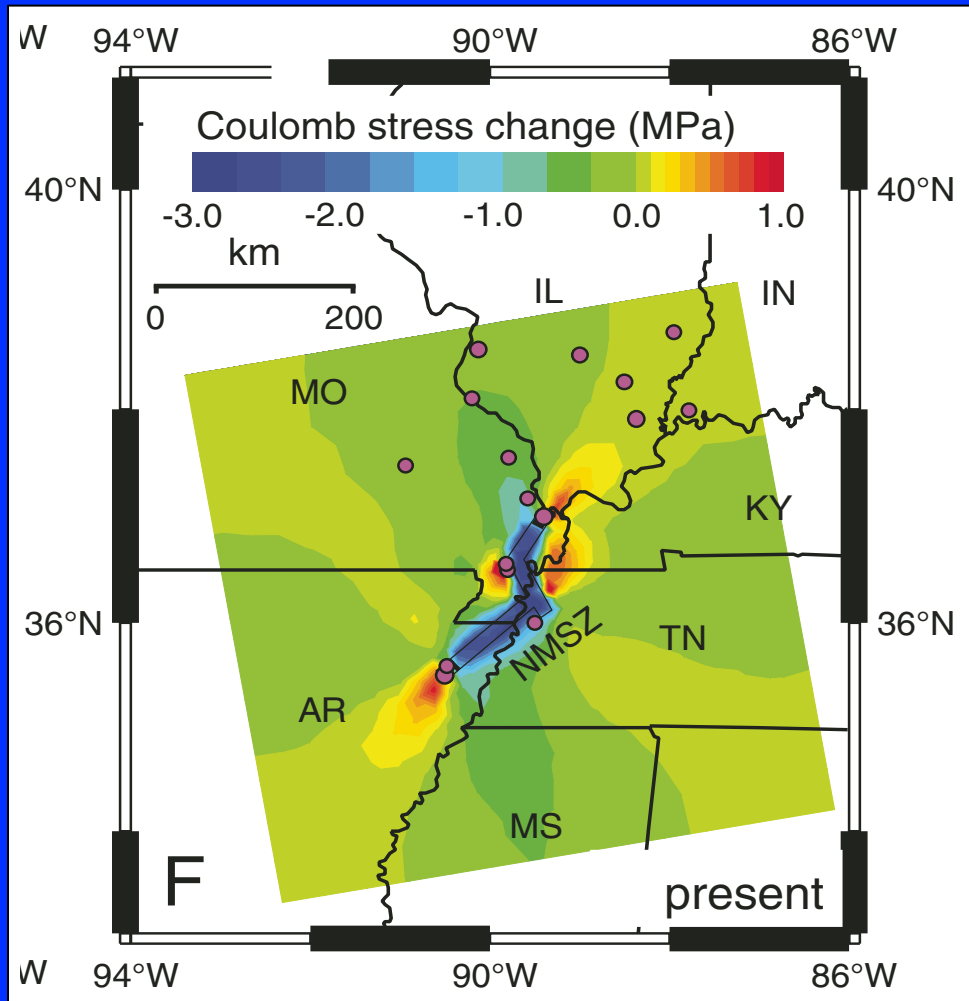 W 94°W 90°W 86°W
Coulomb stress change (MPa)
40°N 40°N
-3.0 -2.0 -1.0 0.0 1.0
km
IL IN
0 200
MO
KY
36°N 36°N
NMSZ TN
AR
MS
F present
W 94°W 90°W 86°W